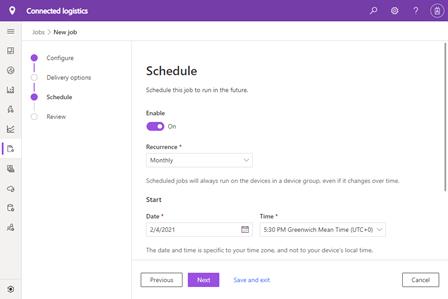 Connected logistics
Jobs > New job
Configure
Delivery options
Schedule
Review
Schedule
Schedule this job to run in the future.
Enable
On
Recurrence *
Monthly
Scheduled jobs will always run on the devices in a device group, even if it changes over time.
Start
Date * Time *
2/4/2021 5:30 PM Greenwich Mean Time (UTC+0)
The date and time is specific to your time zone, and not to your device's local time.
Previous Next Save and exit Cancel